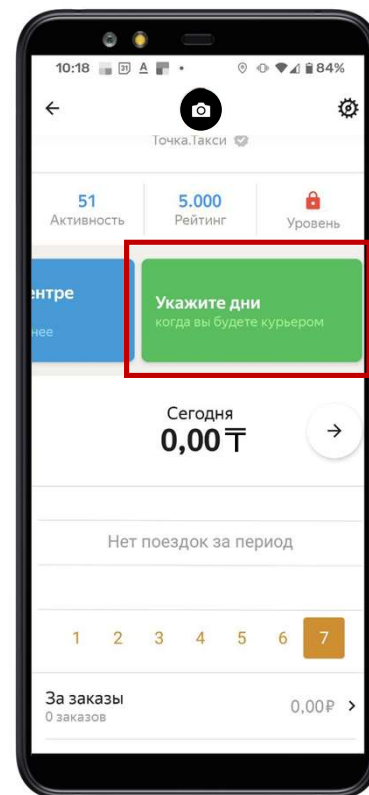 10:18 31 A 84%
Точка.Такси
51 5.000
Активность Рейтинг Уровень
нтре
нее
Укажите дни
когда вы будете курьером
Сегодня
0,00₸
Нет поездок за период
1 2 3 4 5 6 7
За заказы
0 заказов
0,00₽